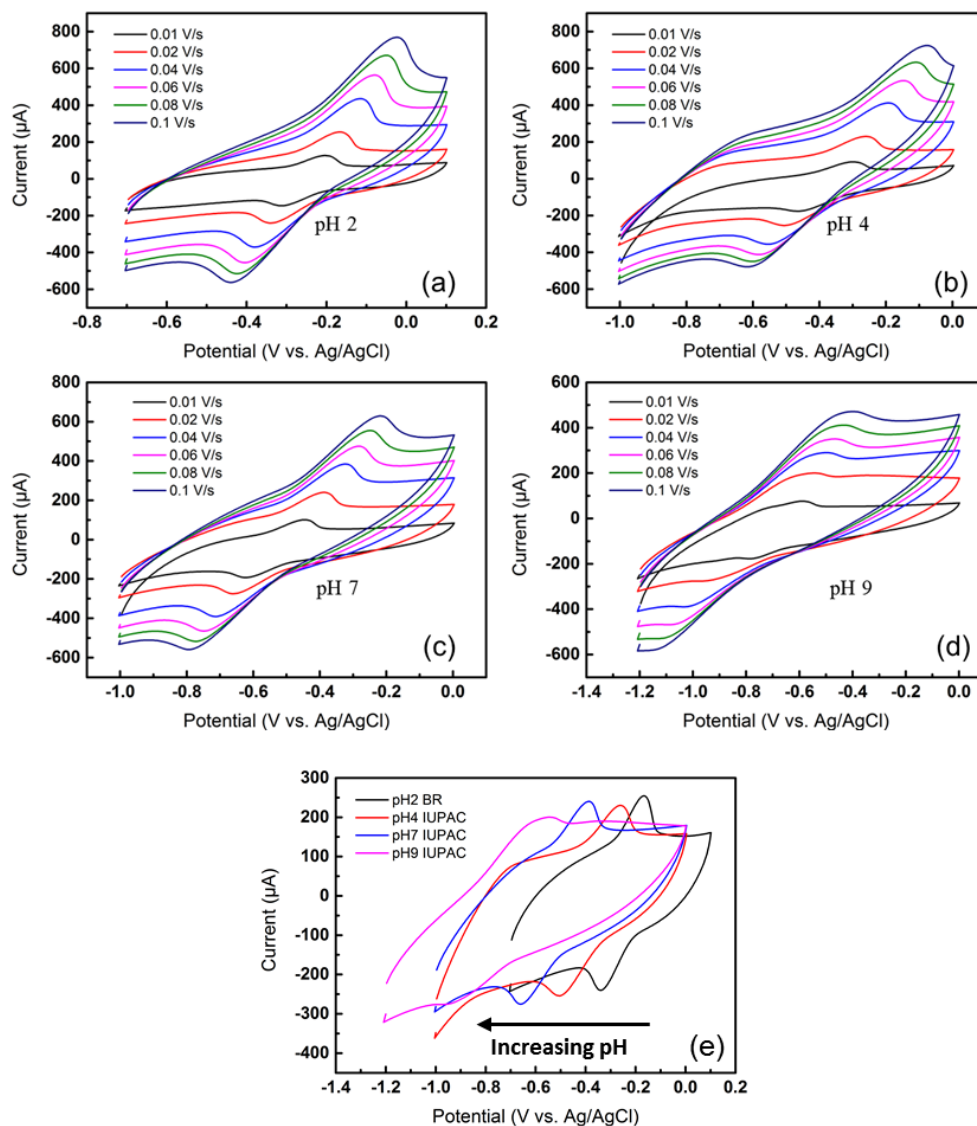 800
600
400
200
0
-200
-400
-600
Current (µA)
0.01 V/s
0.02 V/s
0.04 V/s
0.06 V/s
0.08 V/s
0.1 V/s
pH 2
(a)
-0.8 -0.6 -0.4 -0.2 0.0 0.2
Potential (V vs. Ag/AgCl)
800
600
400
200
0
-200
-400
-600
Current (µA)
0.01 V/s
0.02 V/s
0.04 V/s
0.06 V/s
0.08 V/s
0.1 V/s
pH 4
(b)
-1.0 -0.8 -0.6 -0.4 -0.2 0.0
Potential (V vs. Ag/AgCl)
800
600
400
200
0
-200
-400
-600
Current (µA)
0.01 V/s
0.02 V/s
0.04 V/s
0.06 V/s
0.08 V/s
0.1 V/s
pH 7
(c)
-1.0 -0.8 -0.6 -0.4 -0.2 0.0
Potential (V vs. Ag/AgCl)
600
400
200
0
-200
-400
-600
Current (µA)
0.01 V/s
0.02 V/s
0.04 V/s
0.06 V/s
0.08 V/s
0.1 V/s
pH 9
(d)
-1.4 -1.2 -1.0 -0.8 -0.6 -0.4 -0.2 0.0
Potential (V vs. Ag/AgCl)
300
200
100
0
-100
-200
-300
-400
Current (µA)
pH2 BR
pH4 IUPAC
pH7 IUPAC
pH9 IUPAC
Increasing pH
(e)
-1.4 -1.2 -1.0 -0.8 -0.6 -0.4 -0.2 0.0 0.2
Potential (V vs. Ag/AgCl)